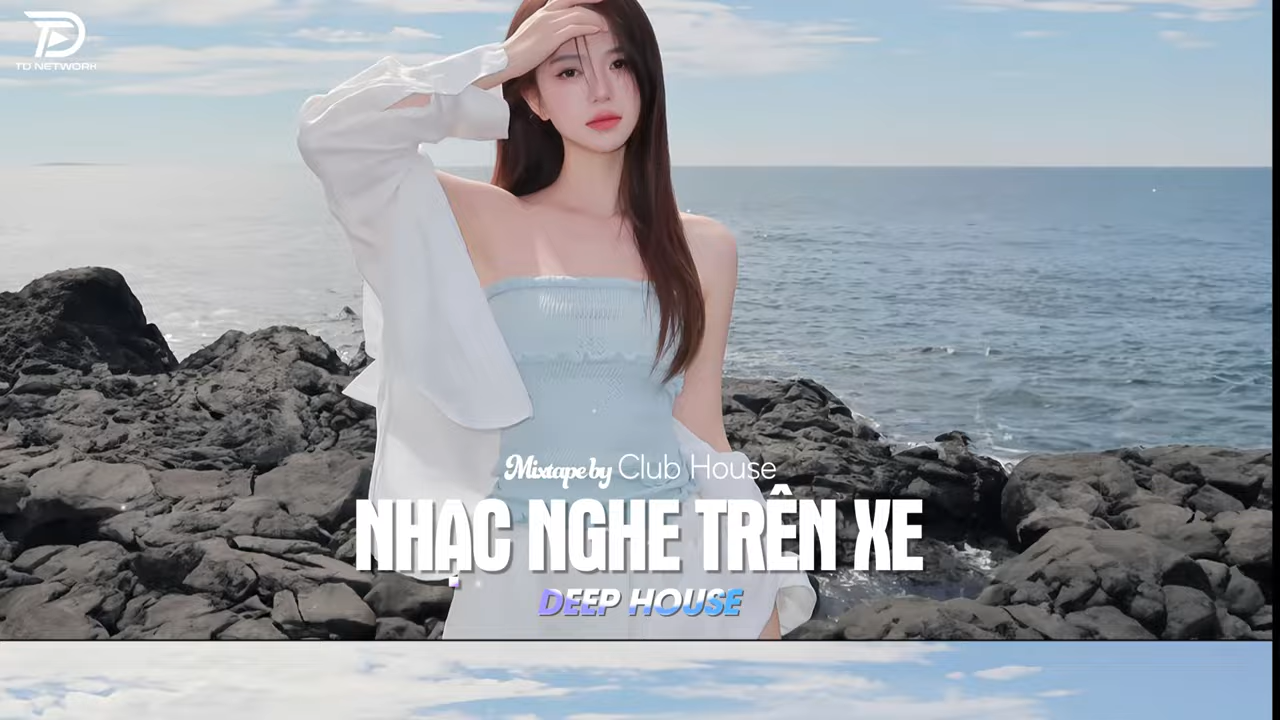 TD NETWORK
Mixtape by Club House
NHẠC NGHE TRÊN XE
DEEP HOUSE